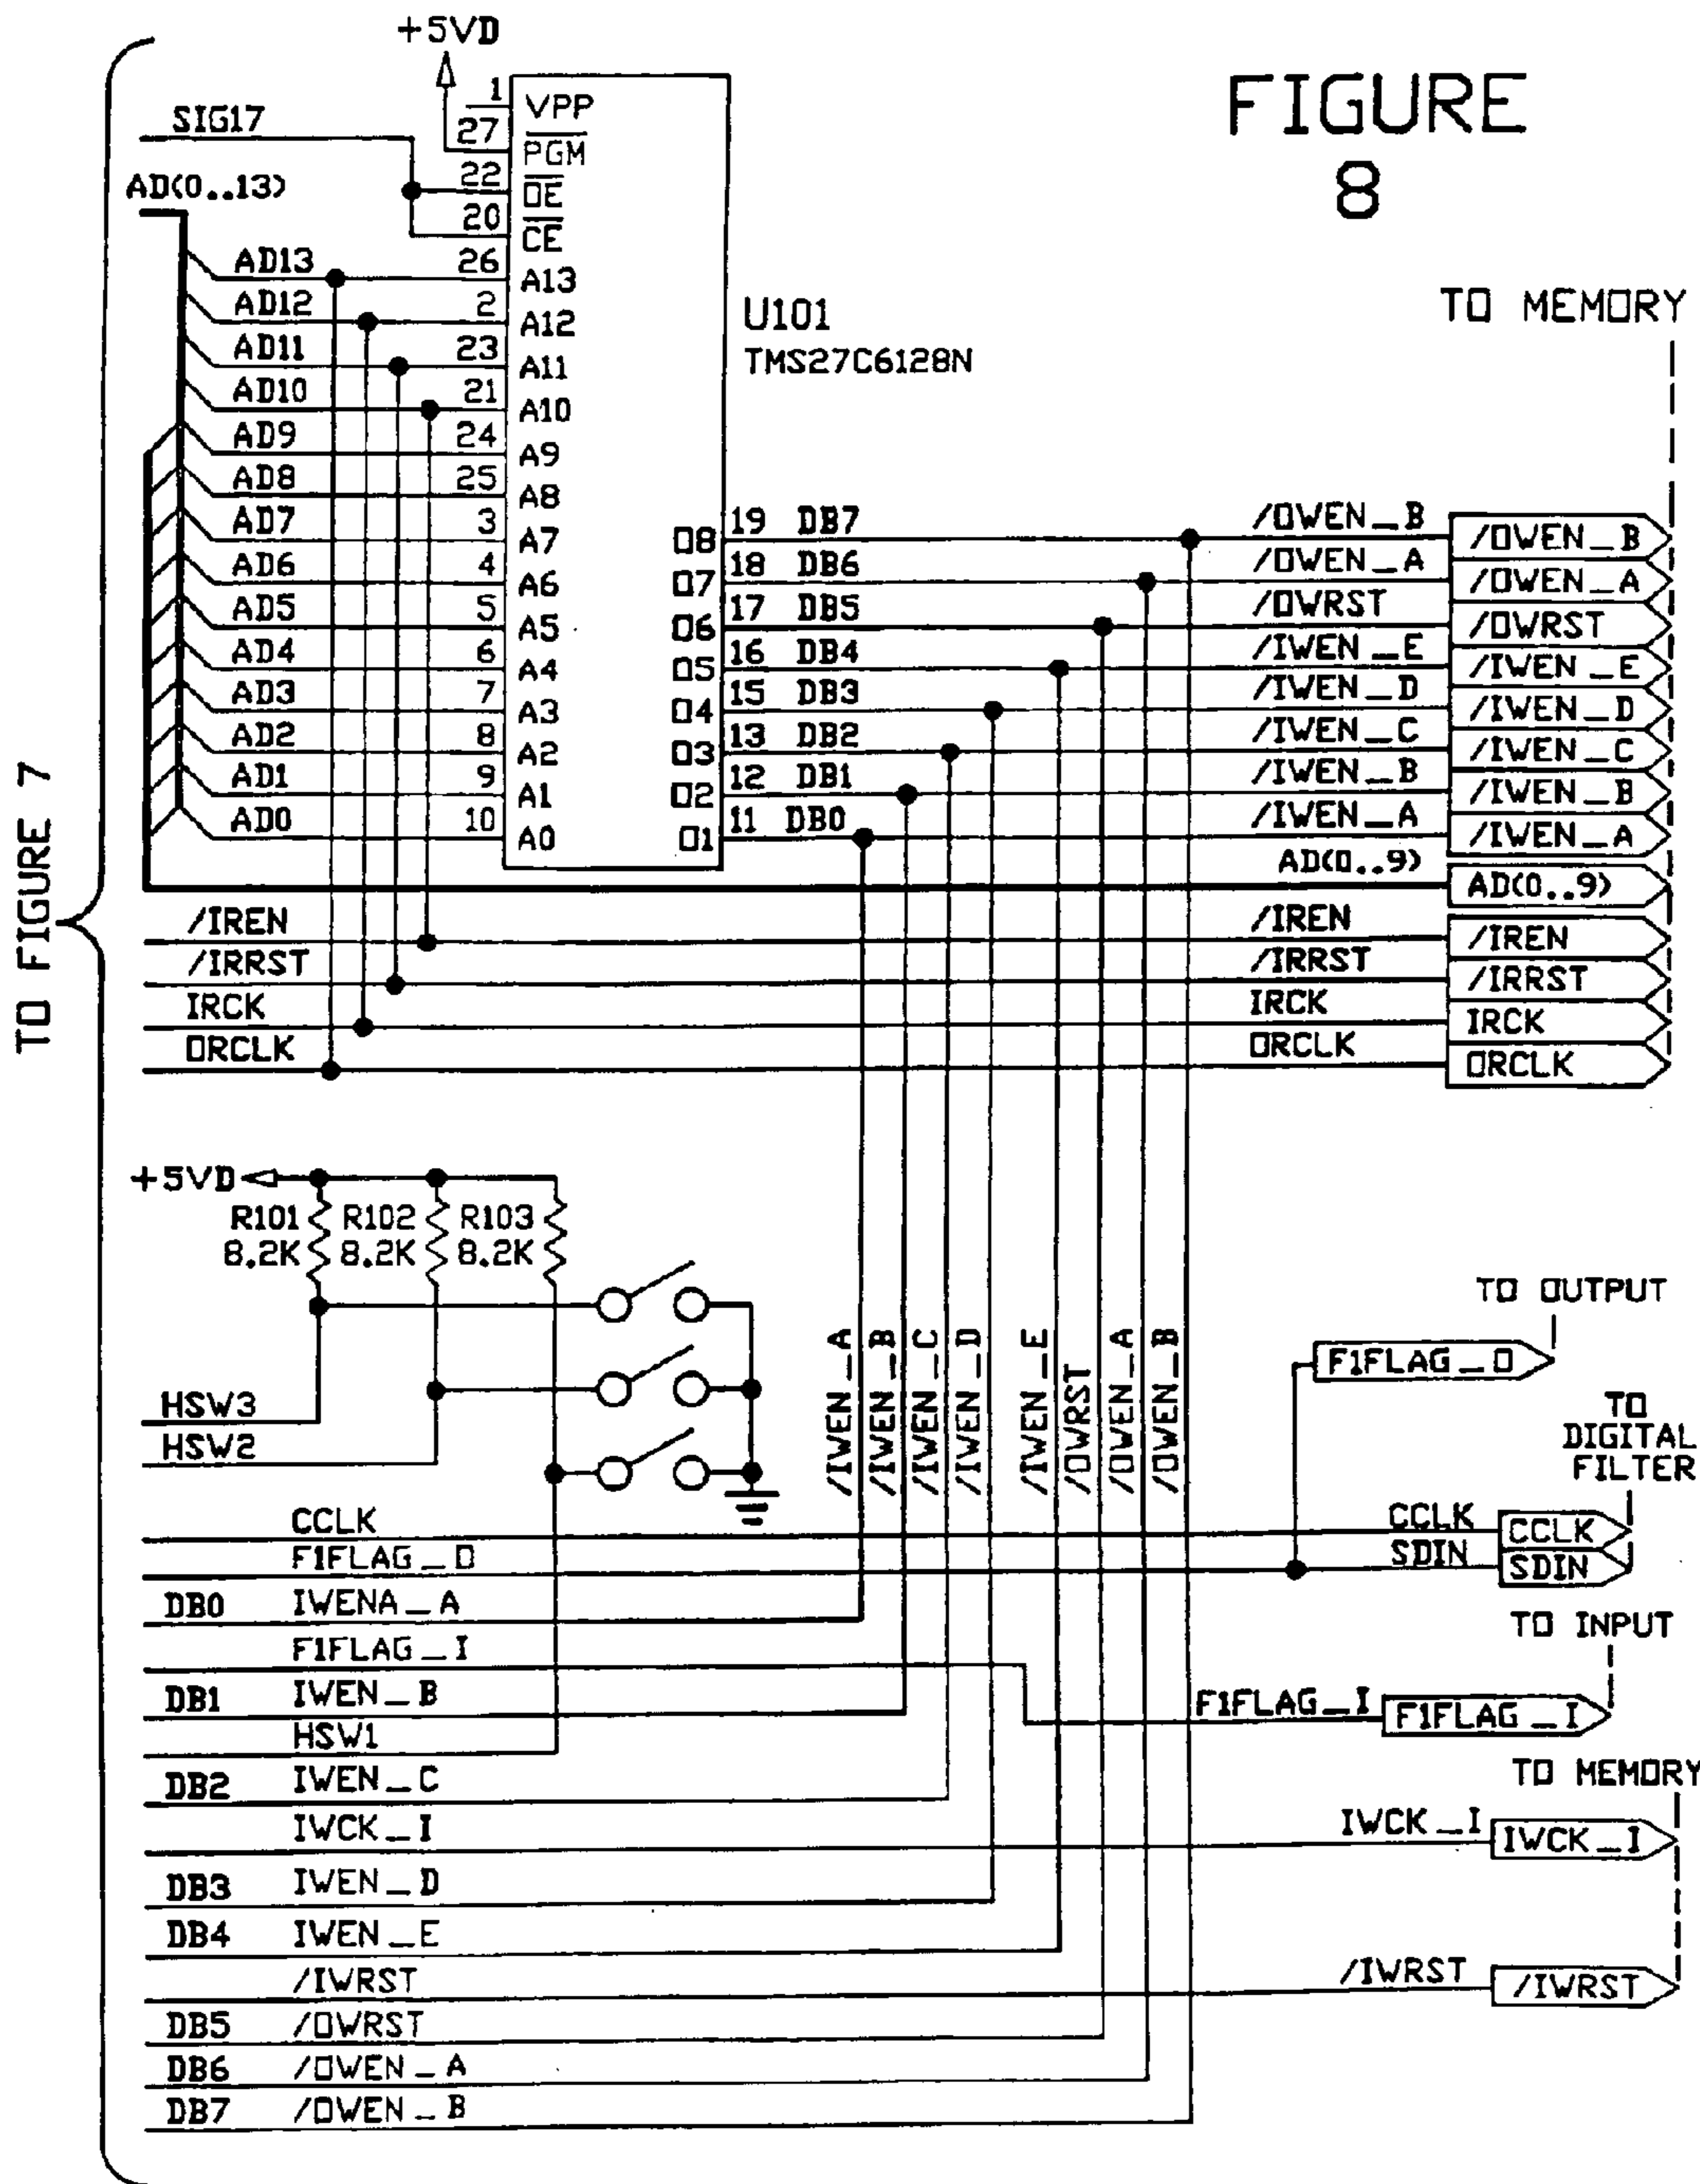 FIGURE
8
TO FIGURE 7
+5VD
SIG17
AD(0..13)
1 VPP
27 PGM
22 OE
20 CE
AD13 26 A13
AD12 2 A12
AD11 23 A11
AD10 21 A10
AD9 24 A9
AD8 25 A8
AD7 3 A7
AD6 4 A6
AD5 5 A5
AD4 6 A4
AD3 7 A3
AD2 8 A2
AD1 9 A1
AD0 10 A0
U101
TMS27C6128N
TO MEMORY
O8 19 DB7 /OWEN_B /OWEN_B
O7 18 DB6 /OWEN_A /OWEN_A
O6 17 DB5 /OWRST /OWRST
O5 16 DB4 /IWEN_E /IWEN_E
O4 15 DB3 /IWEN_D /IWEN_D
O3 13 DB2 /IWEN_C /IWEN_C
O2 12 DB1 /IWEN_B /IWEN_B
O1 11 DB0 /IWEN_A /IWEN_A
AD(0..9) AD(0..9)
/IREN /IREN /IREN
/IRRST /IRRST /IRRST
IRCK IRCK IRCK
ORCLK ORCLK ORCLK
+5VD
R101 R102 R103
8.2K 8.2K 8.2K
HSW3
HSW2
/IWEN_A
/IWEN_B
/IWEN_C
/IWEN_D
/IWEN_E
/OWRST
/OWEN_A
/OWEN_B
TO OUTPUT
F1FLAG_O
TO
DIGITAL
FILTER
CCLK CCLK CCLK
F1FLAG_O SDIN SDIN
DB0 IWENA_A
TO INPUT
F1FLAG_I F1FLAG_I F1FLAG_I
DB1 IWEN_B
HSW1
TO MEMORY
DB2 IWEN_C
IWCK_I IWCK_I IWCK_I
DB3 IWEN_D
DB4 IWEN_E
/IWRST /IWRST /IWRST
DB5 /OWRST
DB6 /OWEN_A
DB7 /OWEN_B